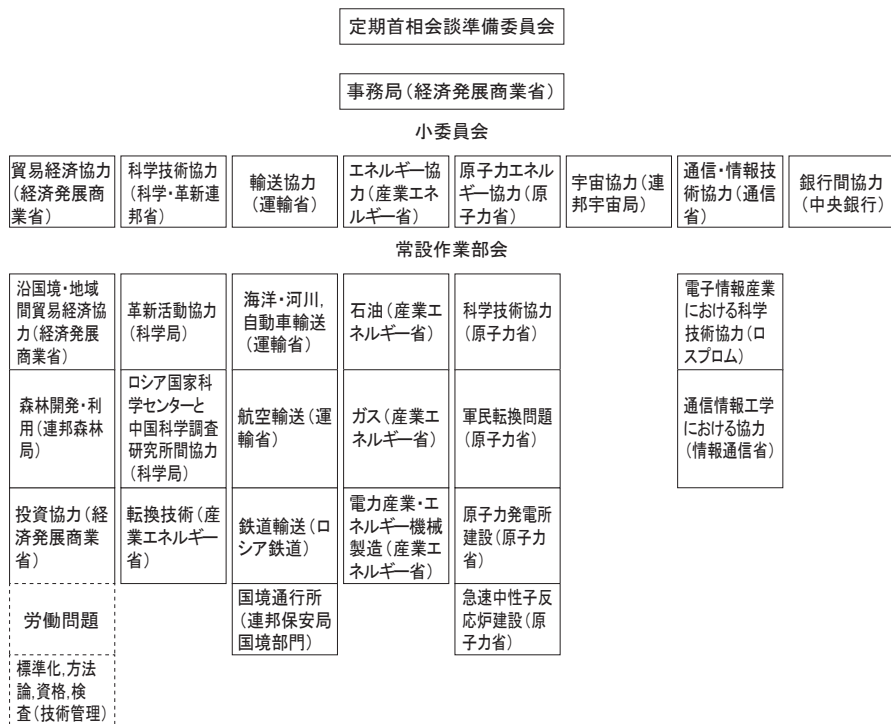 定期首相会談準備委員会
事務局(経済発展商業省)
小委員会
貿易経済協力
(経済発展商
業省)
科学技術協力
(科学・革新連
邦省)
輸送協力
(運輸省)
エネルギー協
力(産業エネ
ルギー省)
原子力エネル
ギー協力(原
子力省)
宇宙協力(連
邦宇宙局)
通信・情報技
術協力(通信
省)
銀行間協力
(中央銀行)
常設作業部会
沿国境・地域
間貿易経済協
力(経済発展
商業省)
革新活動協力
(科学局)
海洋・河川,
自動車輸送
(運輸省)
石油(産業エ
ネルギー省)
科学技術協力
(原子力省)
電子情報産業
における科学
技術協力(ロ
スプロム)
森林開発・利
用(連邦森林
局)
ロシア国家科
学センターと
中国科学調査
研究所間協力
(科学局)
航空輸送(運
輸省)
ガス(産業エ
ネルギー省)
軍民転換問題
(原子力省)
通信情報工学
における協力
(情報通信省)
投資協力(経
済発展商業
省)
転換技術(産
業エネルギー
省)
鉄道輸送(ロ
シア鉄道)
電力産業・エ
ネルギー機械
製造(産業エ
ネルギー省)
原子力発電所
建設(原子力
省)
労働問題
国境通行所
(連邦保安局
国境部門)
急速中性子反
応炉建設(原
子力省)
標準化,方法
論,資格,検
査(技術管理)